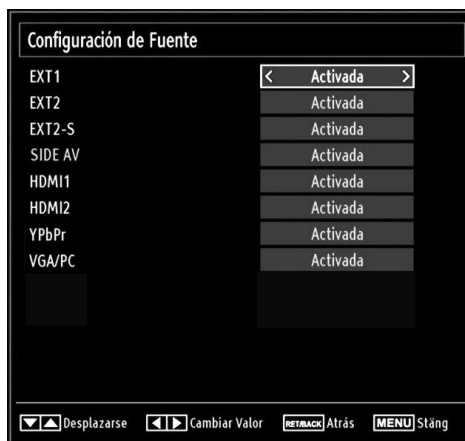 Configuración de Fuente
EXT1 < Activada >
EXT2 Activada
EXT2-S Activada
SIDE AV Activada
HDMI1 Activada
HDMI2 Activada
YPbPr Activada
VGA/PC Activada
Desplazarse Cambiar Valor RET/BACK Atrás MENU Stäng